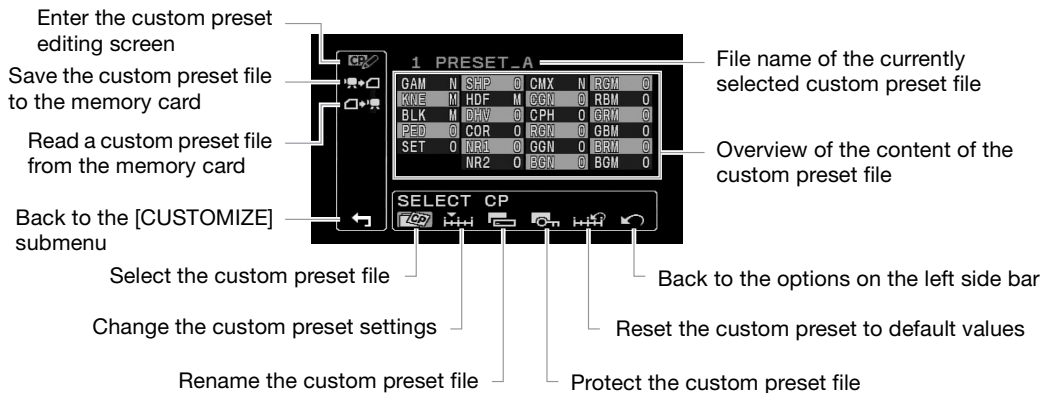 Enter the custom preset
editing screen
Save the custom preset file
to the memory card
Read a custom preset file
from the memory card
Back to the [CUSTOMIZE]
submenu
CP
1 PRESET_A
GAM N SHP 0 CMX N RGM 0
KNE M HDF M CGN 0 RBM 0
BLK M DHV 0 CPH 0 GRM 0
PED 0 COR 0 RGN 0 GBM 0
SET 0 NR1 0 GGN 0 BRM 0
NR2 0 BGN 0 BGM 0
SELECT CP
CP
File name of the currently
selected custom preset file
Overview of the content of the
custom preset file
Select the custom preset file
Back to the options on the left side bar
Change the custom preset settings
Reset the custom preset to default values
Rename the custom preset file
Protect the custom preset file